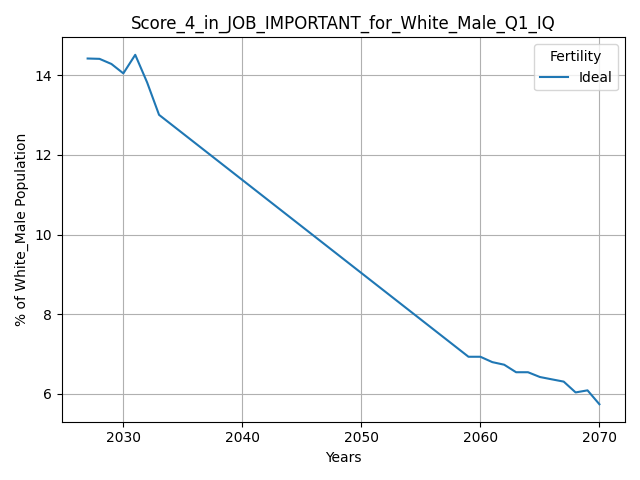 Score_4_in_JOB_IMPORTANT_for_White_Male_Q1_IQ
Fertility
Ideal
% of White_Male Population
14
12
10
8
6
2030 2040 2050 2060 2070
Years